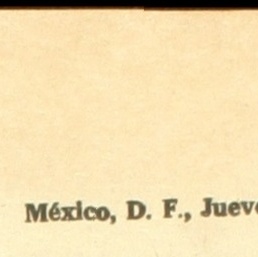 México, D. F., Jueve